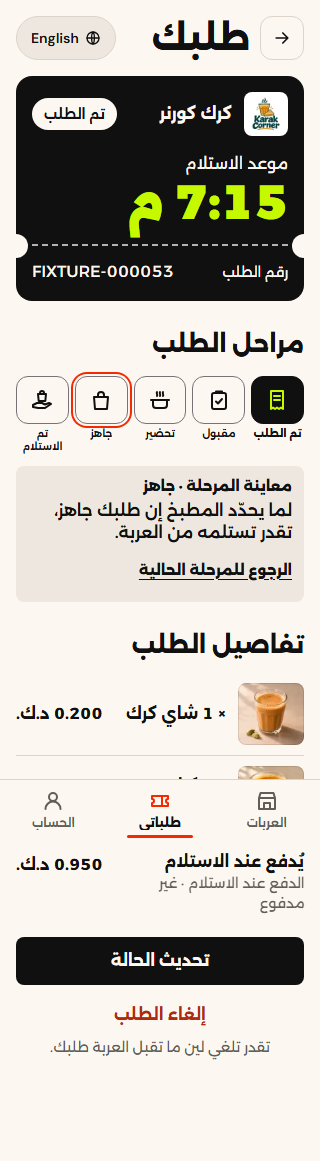 طلبك
English
كرك كورنر
تم الطلب
Karak
Corner
موعد الاستلام
7:15 م
رقم الطلب
FIXTURE-000053
مراحل الطلب
تم الطلب
مقبول
تحضير
جاهز
تم
الاستلام
معاينة المرحلة · جاهز
لما يحدّد المطبخ إن طلبك جاهز،
تقدر تستلمه من العربة.
الرجوع للمرحلة الحالية
تفاصيل الطلب
× 1 شاي كرك
0.200 د.ك.
العربات
طلباتي
الحساب
يُدفع عند الاستلام
0.950 د.ك.
الدفع عند الاستلام · غير
مدفوع
تحديث الحالة
إلغاء الطلب
تقدر تلغي لين ما تقبل العربة طلبك.